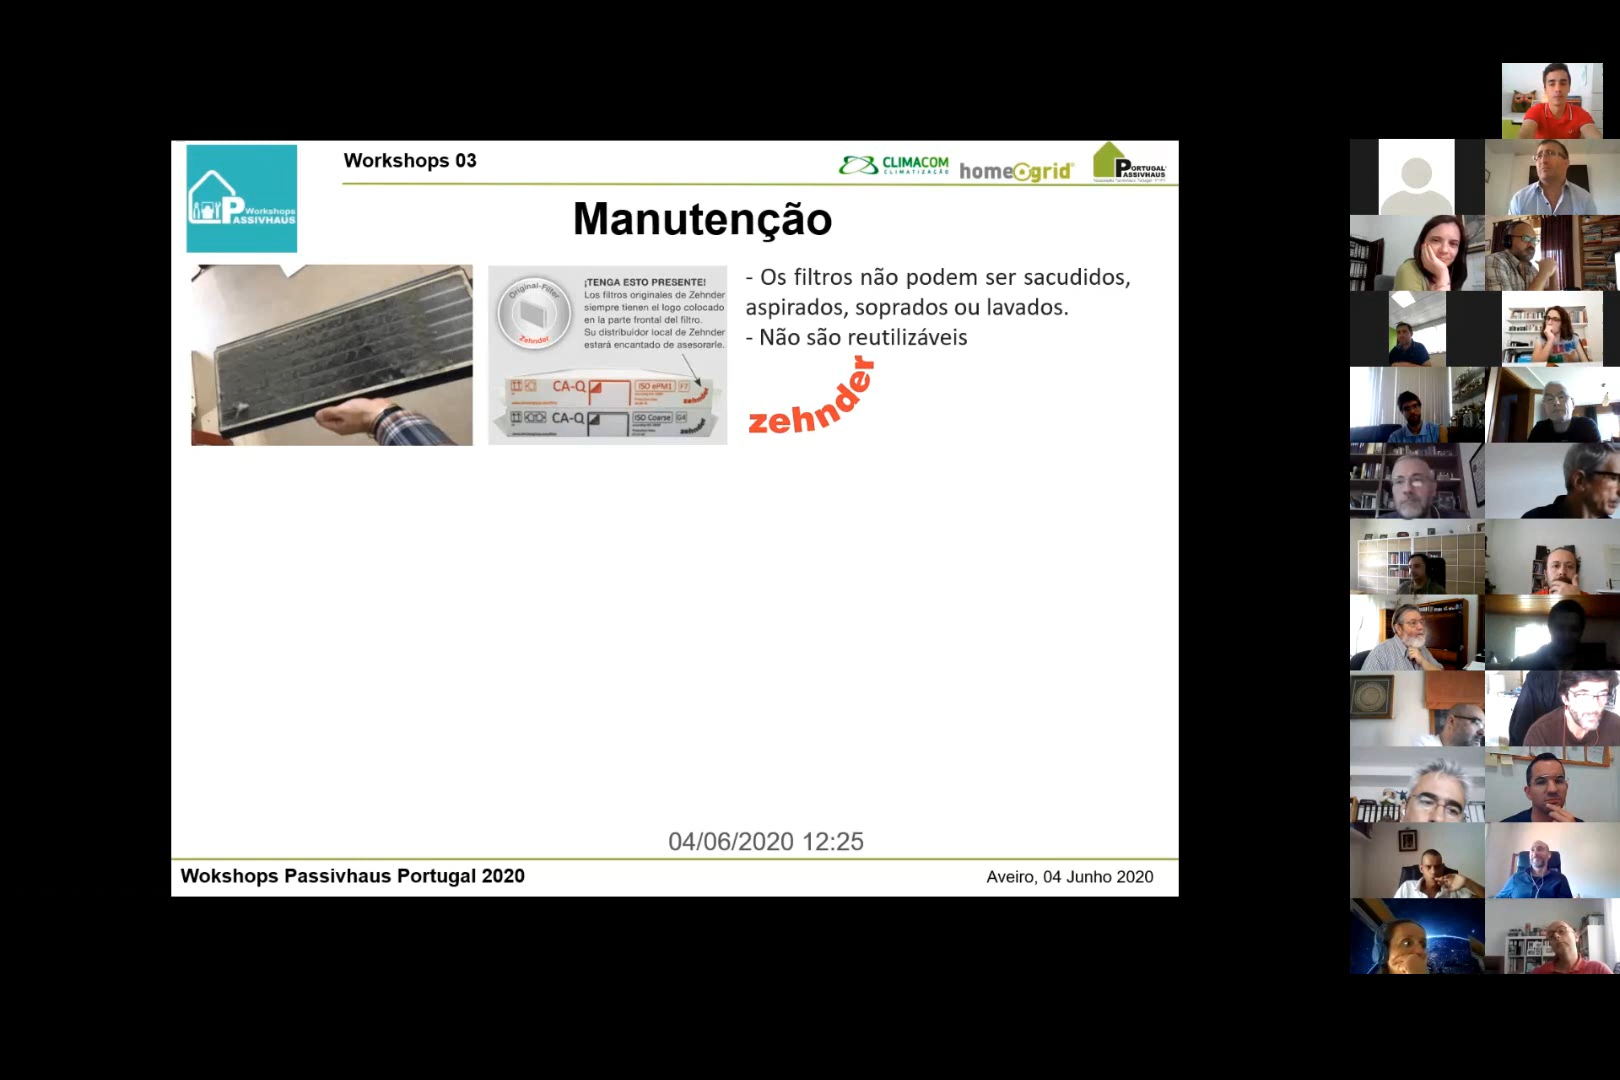 Workshops 03
CLIMACOM
CLIMATIZAÇÃO
homegrid
PORTUGAL
PASSIVHAUS
Workshops
PASSIVHAUS
Manutenção
Original-Filter
Zehnder
¡TENGA ESTO PRESENTE!
Los filtros originales de Zehnder
siempre tienen el logo colocado
en la parte frontal del filtro.
Su distribuidor local de Zehnder
estará encantado de asesorarle.
CA-Q
ISO ePM1
F7
zehnder
CA-Q
ISO Coarse
G4
zehnder
- Os filtros não podem ser sacudidos,
aspirados, soprados ou lavados.
- Não são reutilizáveis
zehnder
04/06/2020 12:25
Wokshops Passivhaus Portugal 2020
Aveiro, 04 Junho 2020